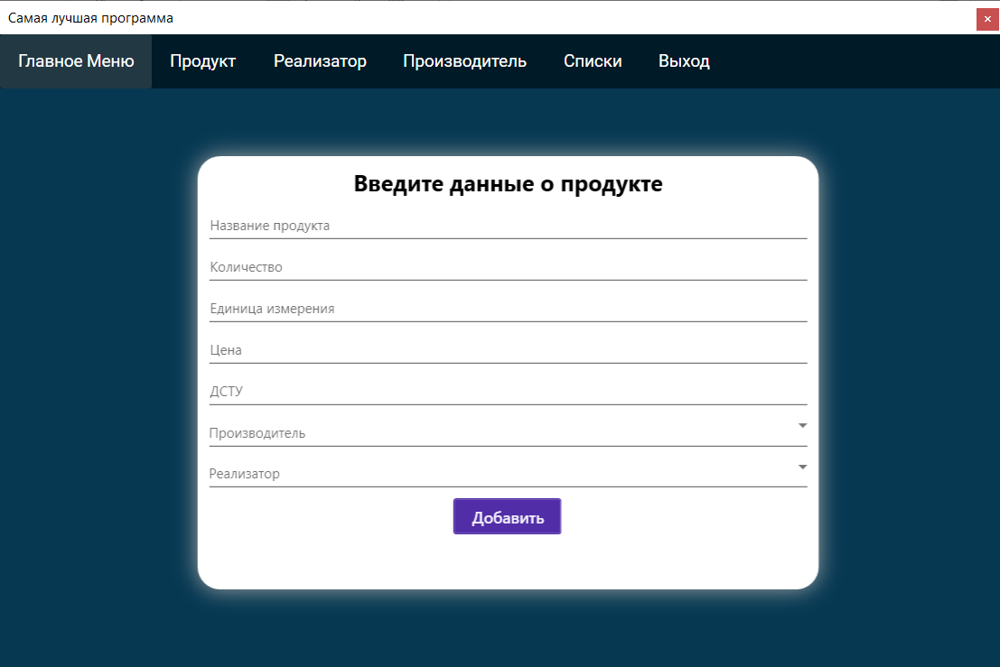 Самая лучшая программа
Главное Меню Продукт Реализатор Производитель Списки Выход
Введите данные о продукте
Название продукта
Количество
Единица измерения
Цена
ДСТУ
Производитель
Реализатор
Добавить